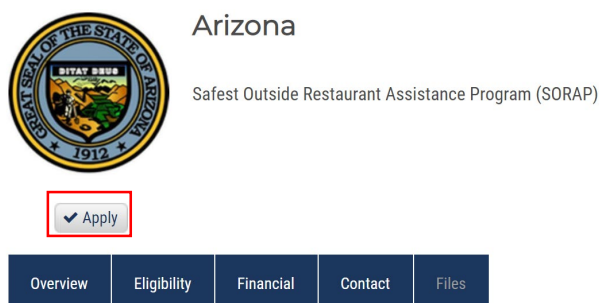 Arizona
Safest Outside Restaurant Assistance Program (SORAP)
GREAT SEAL OF THE STATE OF ARIZONA
DITAT DEUS
1912
Apply
Overview Eligibility Financial Contact Files